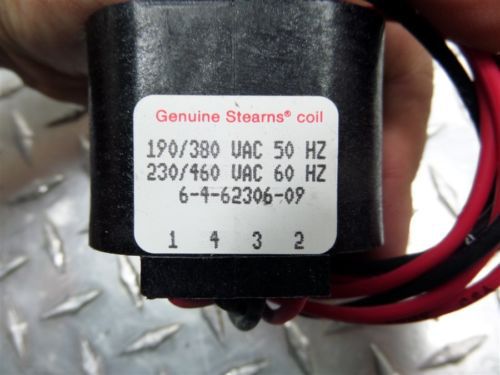 Genuine Stearns® coil
190/380 VAC 50 HZ
230/460 VAC 60 HZ
6-4-62306-09
1 4 3 2